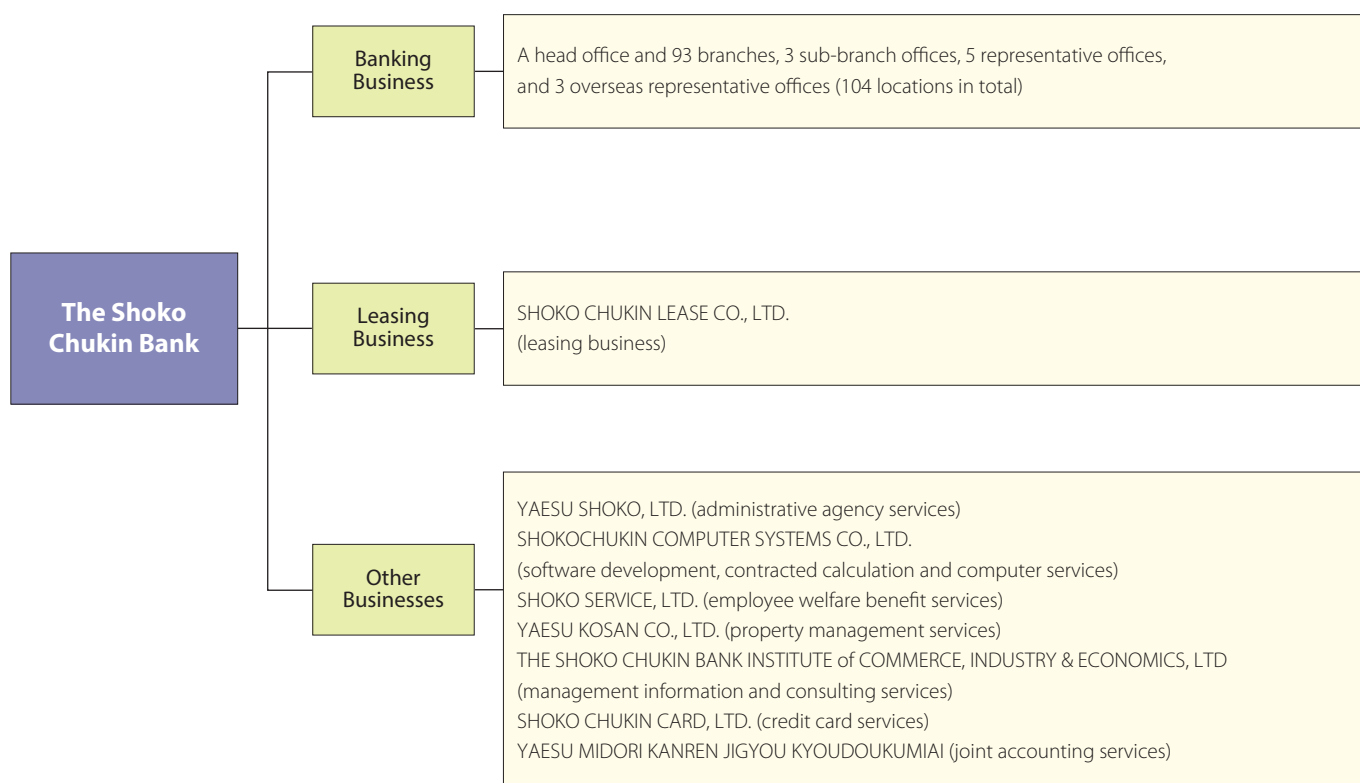 Banking
Business
A head office and 93 branches, 3 sub-branch offices, 5 representative offices,
and 3 overseas representative offices (104 locations in total)
The Shoko
Chukin Bank
Leasing
Business
SHOKO CHUKIN LEASE CO., LTD.
(leasing business)
Other
Businesses
YAESU SHOKO, LTD. (administrative agency services)
SHOKOCHUKIN COMPUTER SYSTEMS CO., LTD.
(software development, contracted calculation and computer services)
SHOKO SERVICE, LTD. (employee welfare benefit services)
YAESU KOSAN CO., LTD. (property management services)
THE SHOKO CHUKIN BANK INSTITUTE of COMMERCE, INDUSTRY & ECONOMICS, LTD
(management information and consulting services)
SHOKO CHUKIN CARD, LTD. (credit card services)
YAESU MIDORI KANREN JIGYOU KYOUDOUKUMIAI (joint accounting services)